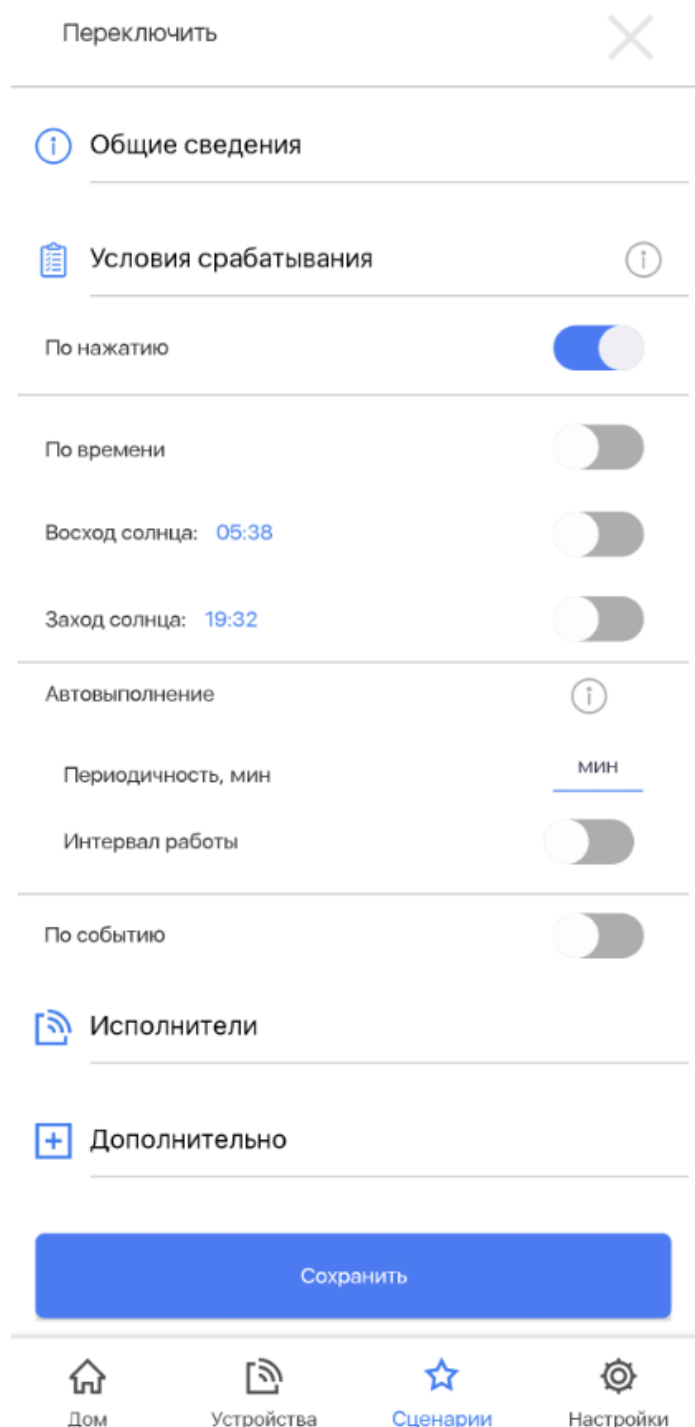 Переключить
Общие сведения
Условия срабатывания
По нажатию
По времени
Восход солнца: 05:38
Заход солнца: 19:32
Автовыполнение
Периодичность, мин мин
Интервал работы
По событию
Исполнители
Дополнительно
Сохранить
Дом Устройства Сценарии Настройки